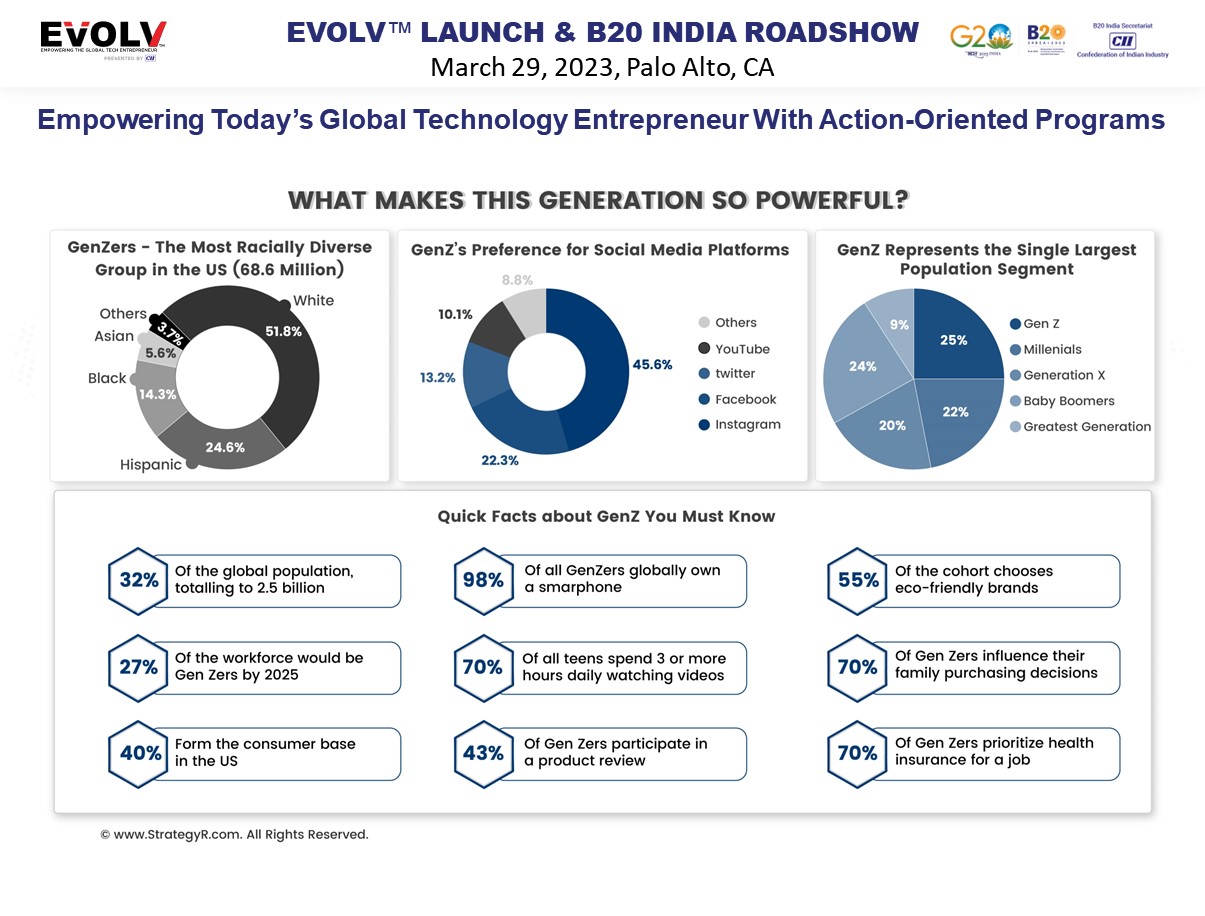 EVOLV™
EMPOWERING THE GLOBAL TECH ENTREPRENEUR
PRESENTED BY CII
EVOLV™ LAUNCH & B20 INDIA ROADSHOW
March 29, 2023, Palo Alto, CA
G20
B20
B20 India Secretariat
CII
Confederation of Indian Industry
Empowering Today's Global Technology Entrepreneur With Action-Oriented Programs
WHAT MAKES THIS GENERATION SO POWERFUL?
GenZers - The Most Racially Diverse
Group in the US (68.6 Million)
White
51.8%
Others
3.7%
Asian
5.6%
Black
14.3%
24.6%
Hispanic
GenZ's Preference for Social Media Platforms
8.8%
10.1%
45.6%
13.2%
22.3%
Others
YouTube
twitter
Facebook
Instagram
GenZ Represents the Single Largest
Population Segment
9%
25%
24%
22%
20%
Gen Z
Millenials
Generation X
Baby Boomers
Greatest Generation
Quick Facts about GenZ You Must Know
32%
Of the global population,
totalling to 2.5 billion
98%
Of all GenZers globally own
a smarphone
55%
Of the cohort chooses
eco-friendly brands
27%
Of the workforce would be
Gen Zers by 2025
70%
Of all teens spend 3 or more
hours daily watching videos
70%
Of Gen Zers influence their
family purchasing decisions
40%
Form the consumer base
in the US
43%
Of Gen Zers participate in
a product review
70%
Of Gen Zers prioritize health
insurance for a job
© www.StrategyR.com. All Rights Reserved.